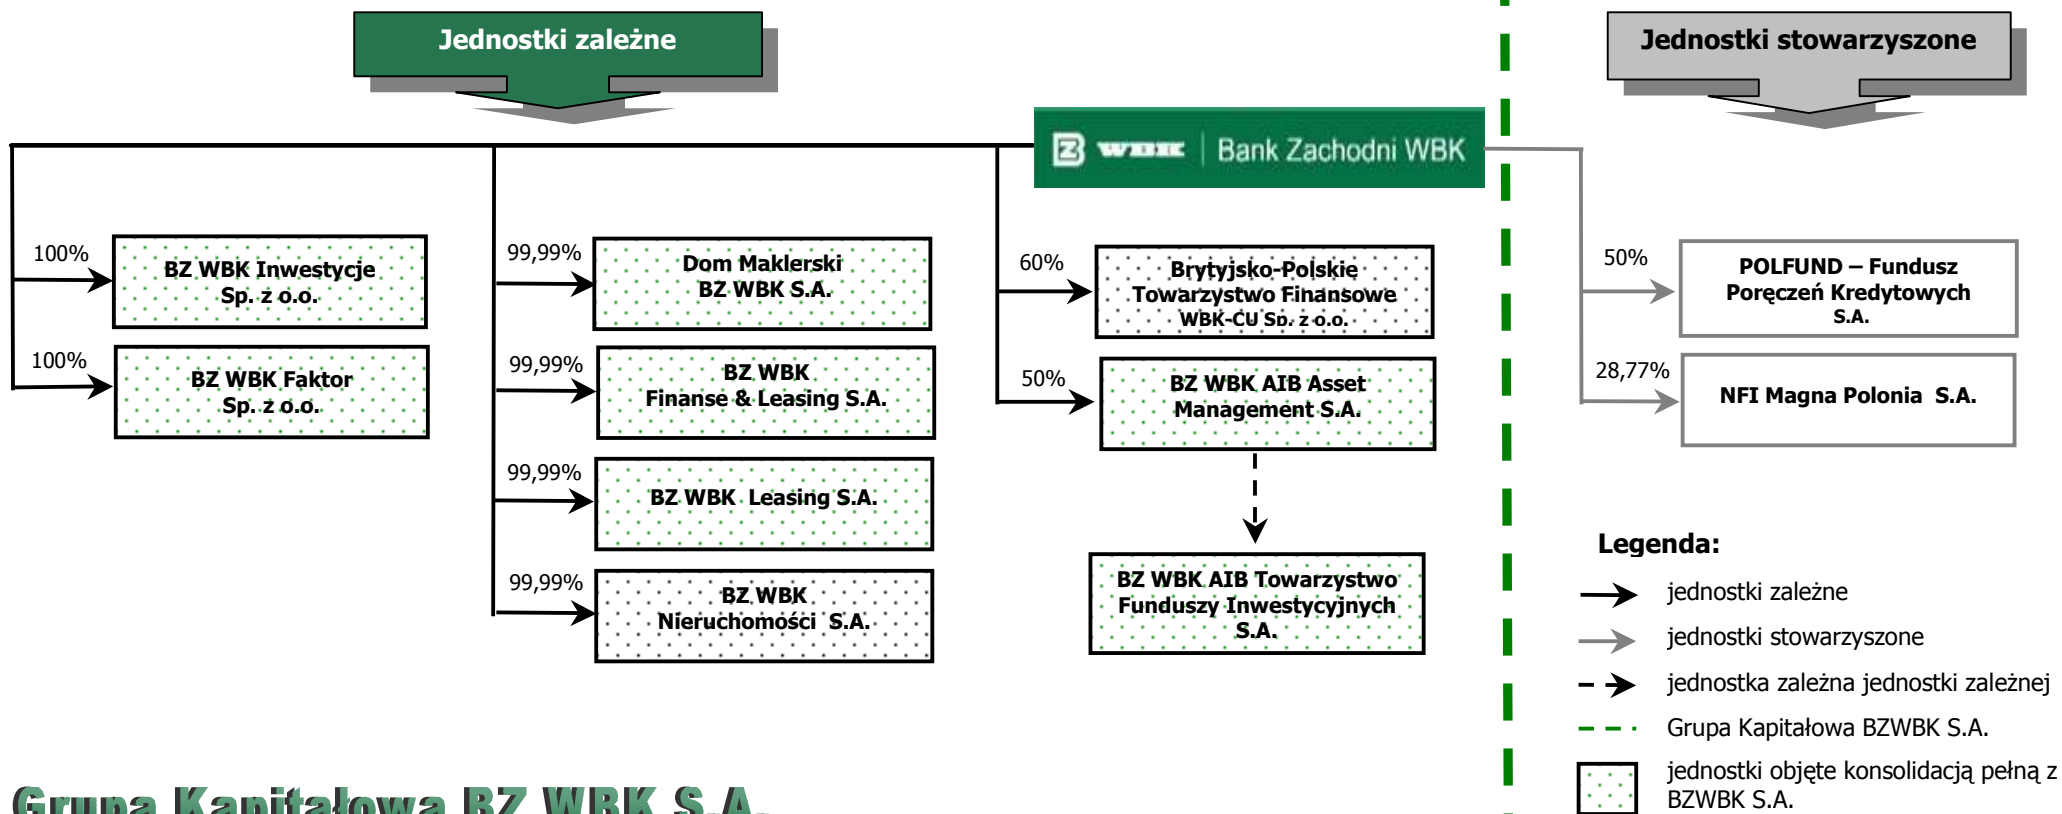 Jednostki zależne
Jednostki stowarzyszone
BZ WBK | Bank Zachodni WBK
100%
BZ WBK Inwestycje
Sp. z o.o.
100%
BZ WBK Faktor
Sp. z o.o.
99,99%
Dom Maklerski
BZ WBK S.A.
99,99%
BZ WBK
Finanse & Leasing S.A.
99,99%
BZ WBK Leasing S.A.
99,99%
BZ WBK
Nieruchomości S.A.
60%
Brytyjsko-Polskie
Towarzystwo Finansowe
WBK-CU Sp. z o.o.
50%
BZ WBK AIB Asset
Management S.A.
BZ WBK AIB Towarzystwo
Funduszy Inwestycyjnych
S.A.
50%
POLFUND – Fundusz
Poręczeń Kredytowych
S.A.
28,77%
NFI Magna Polonia S.A.
Legenda:
jednostki zależne
jednostki stowarzyszone
jednostka zależna jednostki zależnej
Grupa Kapitałowa BZWBK S.A.
jednostki objęte konsolidacją pełną z
BZWBK S.A.
Grupa Kapitałowa BZ WBK S.A.